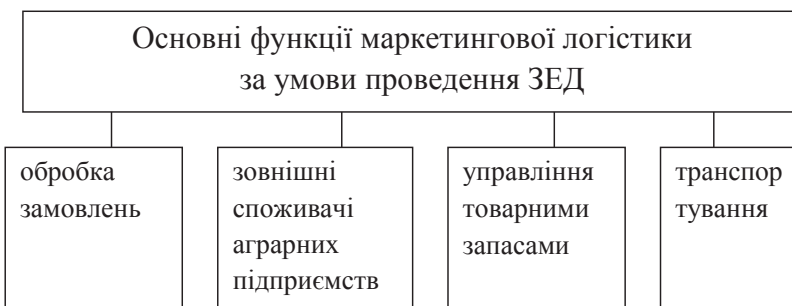 Основні функції маркетингової логістики
за умови проведення ЗЕД
обробка
замовлень
зовнішні
споживачі
аграрних
підприємств
управління
товарними
запасами
транспор
тування